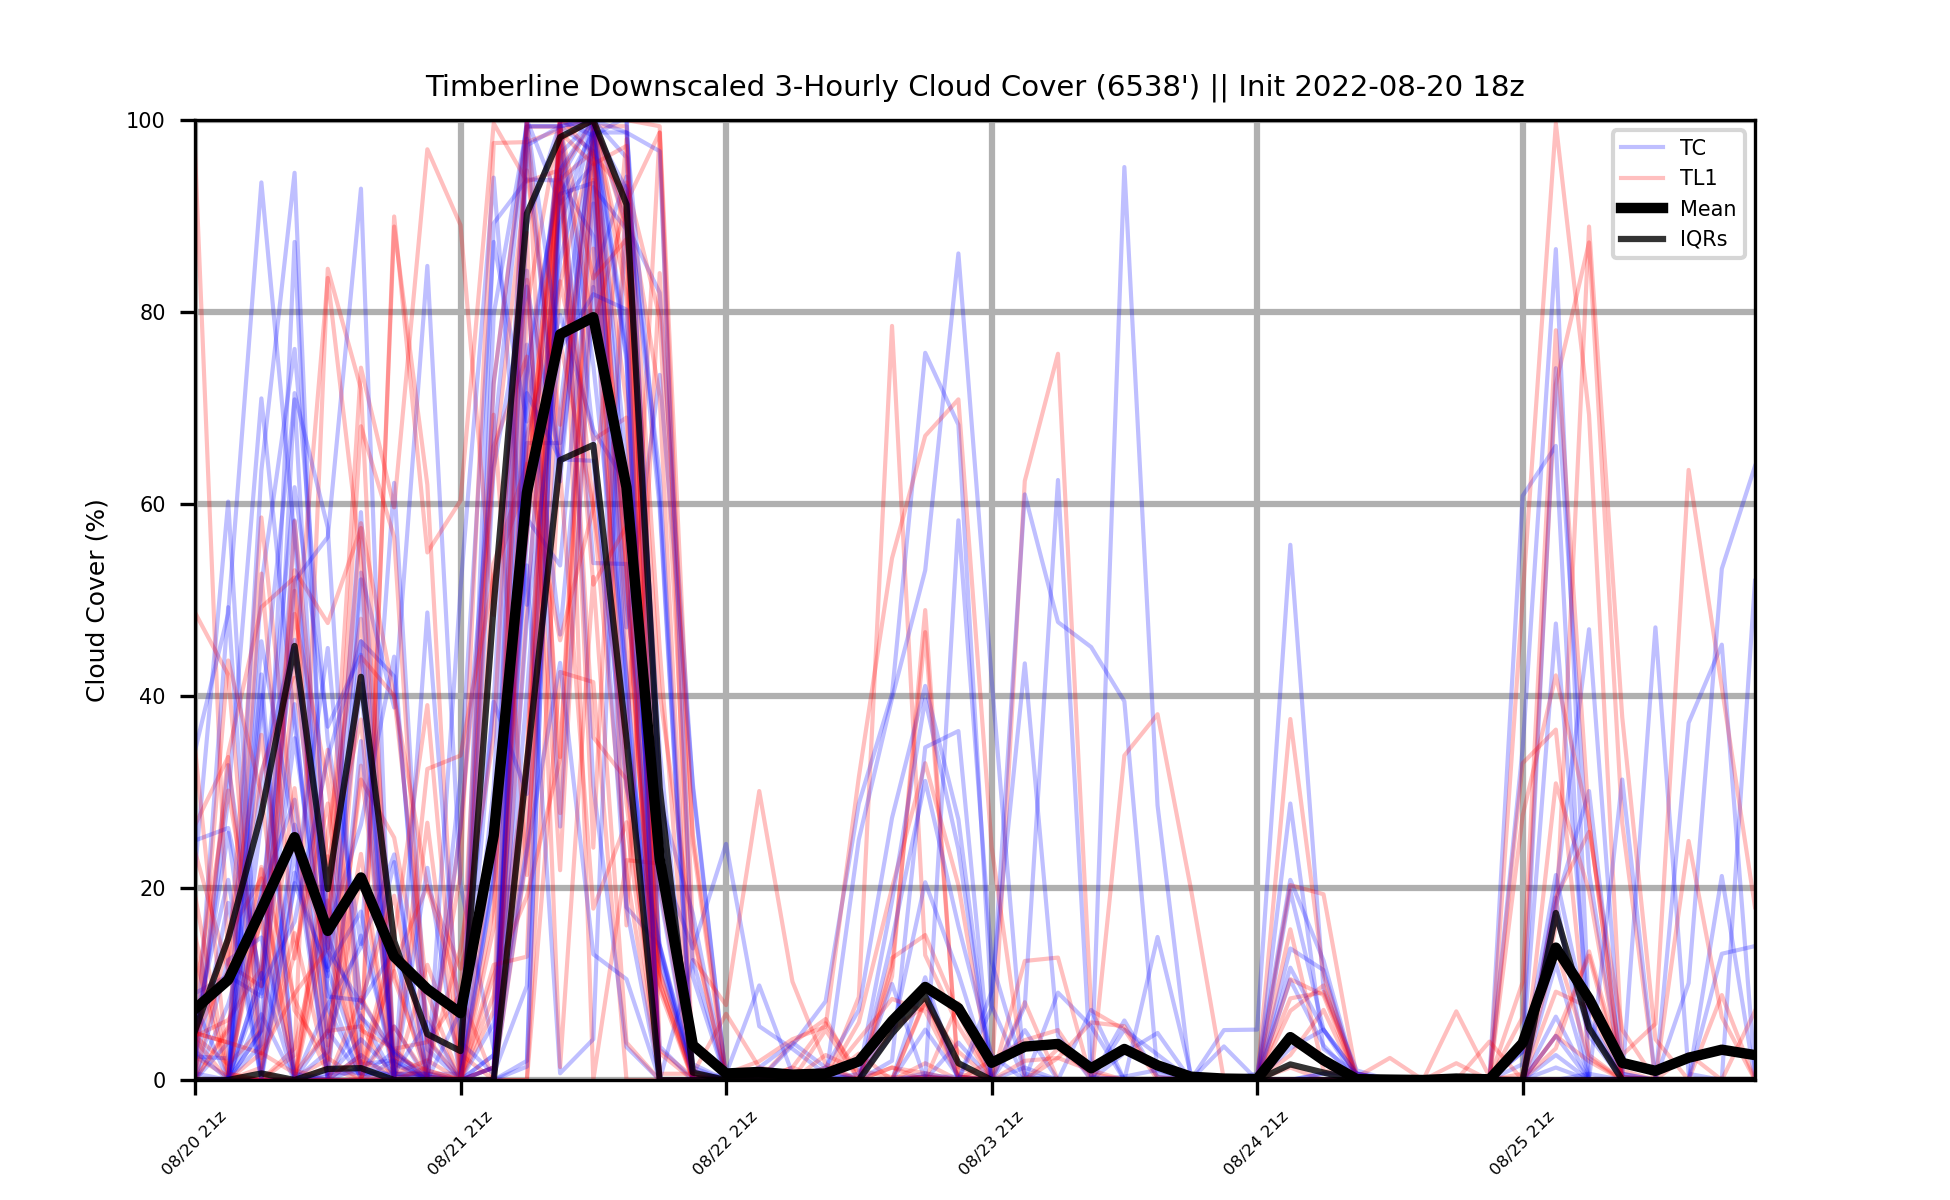 Timberline Downscaled 3-Hourly Cloud Cover (6538') || Init 2022-08-20 18z
Cloud Cover (%)
100
80
60
40
20
0
TC
TL1
Mean
IQRs
08/20 21z
08/21 21z
08/22 21z
08/23 21z
08/24 21z
08/25 21z